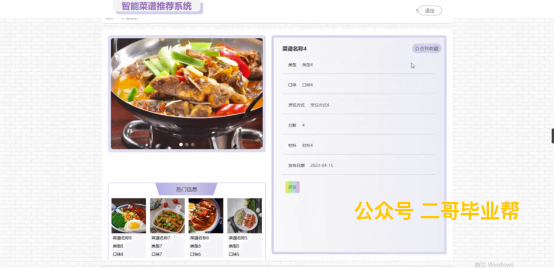 智能菜谱推荐系统
退出
菜谱名称4
点我收藏
类型 类型4
口味 口味4
烹饪方式 烹饪方式4
分数 4
材料 材料4
发布日期 2023-04-15
热门信息
菜谱名称8
类型8
口味8
菜谱名称7
类型7
口味7
菜谱名称6
类型6
口味6
菜谱名称5
类型5
口味5
公众号 二哥毕业帮
激活 Windows